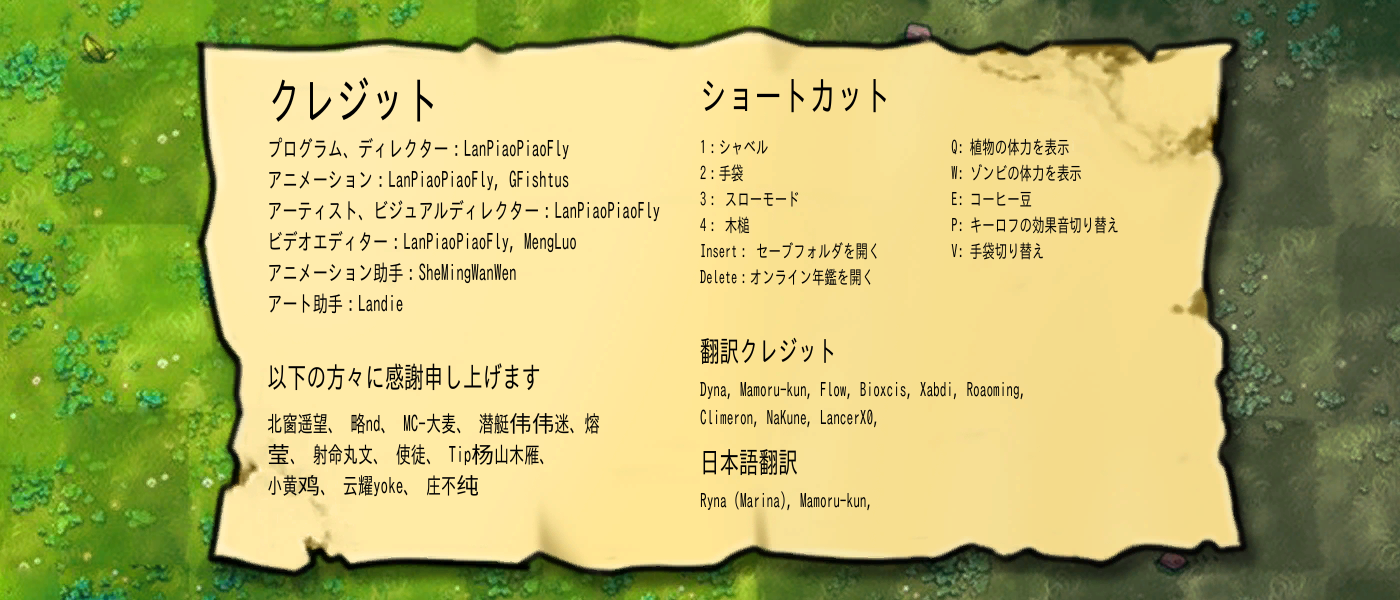 クレジット
プログラム、ディレクター：LanPiaoPiaoFly
アニメーション：LanPiaoPiaoFly, GFishtus
アーティスト、ビジュアルディレクター：LanPiaoPiaoFly
ビデオエディター：LanPiaoPiaoFly, MengLuo
アニメーション助手：SheMingWanWen
アート助手：Landie
以下の方々に感謝申し上げます
北窗遥望、 略nd、 MC-大麦、 潜艇伟伟迷、熔
莹、 射命丸文、 使徒、 Tip杨山木雁、
小黄鸡、 云耀yoke、 庄不纯
ショートカット
1：シャベル
2：手袋
3： スローモード
4： 木槌
Insert： セーブフォルダを開く
Delete：オンライン年鑑を開く
Q: 植物の体力を表示
W: ゾンビの体力を表示
E: コーヒー豆
P: キーロフの効果音切り替え
V: 手袋切り替え
翻訳クレジット
Dyna, Mamoru-kun, Flow, Bioxcis, Xabdi, Roaoming,
Climeron, NaKune, LancerX0,
日本語翻訳
Ryna (Marina), Mamoru-kun,